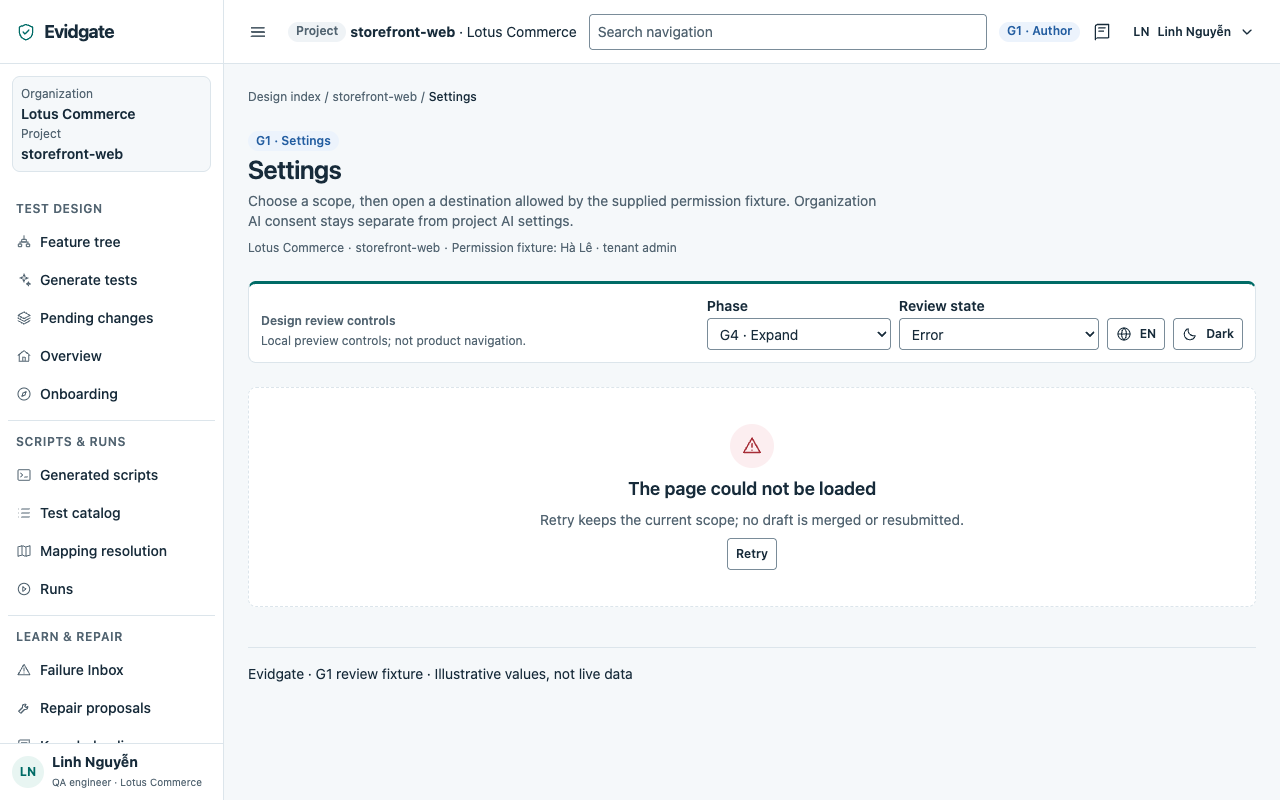 Evidgate
Project storefront-web · Lotus Commerce
Search navigation
G1 · Author
LN Linh Nguyễn
Organization
Lotus Commerce
Project
storefront-web
TEST DESIGN
Feature tree
Generate tests
Pending changes
Overview
Onboarding
SCRIPTS & RUNS
Generated scripts
Test catalog
Mapping resolution
Runs
LEARN & REPAIR
Failure Inbox
Repair proposals
LN
Linh Nguyễn
QA engineer · Lotus Commerce
Design index / storefront-web / Settings
G1 · Settings
Settings
Choose a scope, then open a destination allowed by the supplied permission fixture. Organization
AI consent stays separate from project AI settings.
Lotus Commerce · storefront-web · Permission fixture: Hà Lê · tenant admin
Design review controls
Local preview controls; not product navigation.
Phase
G4 · Expand
Review state
Error
EN
Dark
The page could not be loaded
Retry keeps the current scope; no draft is merged or resubmitted.
Retry
Evidgate · G1 review fixture · Illustrative values, not live data